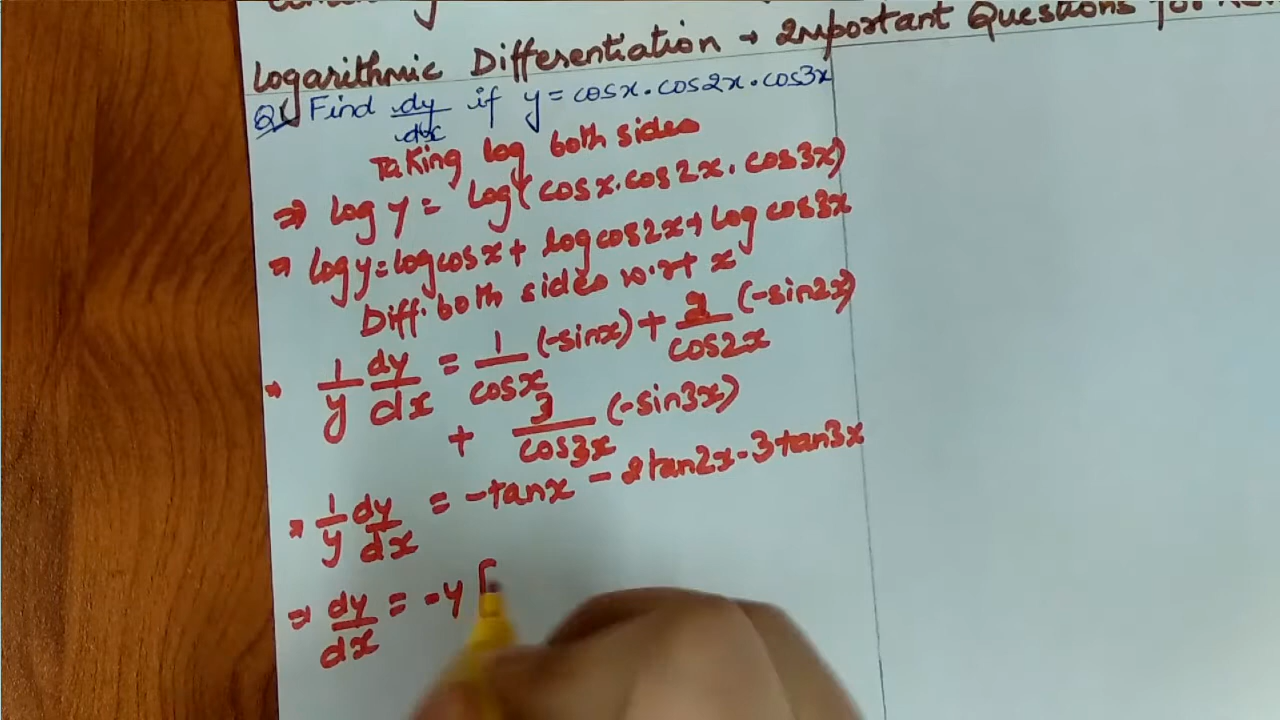 Logarithmic Differentiation → Important Questions for
Q1 Find dy/dx if y = cosx·cos2x·cos3x
Taking log both sides
⇒ log y = log(cosx·cos2x·cos3x)
⇒ log y = log cosx + log cos2x + log cos3x
Diff. both sides w.r.t x
⇒ 1/y dy/dx = 1/cosx (-sinx) + 2/cos2x (-sin2x)
+ 3/cos3x (-sin3x)
⇒ 1/y dy/dx = -tanx - 2tan2x - 3tan3x
⇒ dy/dx = -y [